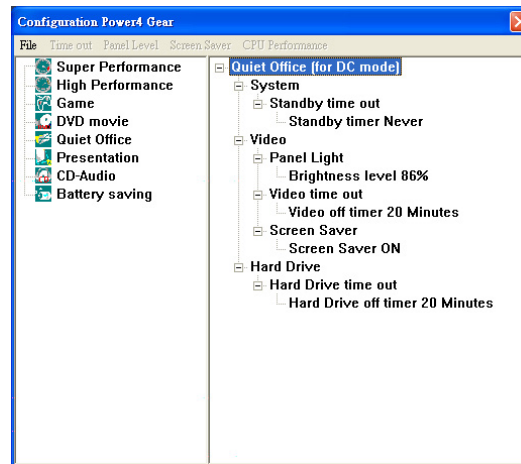 Configuration Power4 Gear
File Time out Panel Level Screen Saver CPU Performance
Super Performance
High Performance
Game
DVD movie
Quiet Office
Presentation
CD-Audio
Battery saving
Quiet Office (for DC mode)
System
Standby time out
Standby timer Never
Video
Panel Light
Brightness level 86%
Video time out
Video off timer 20 Minutes
Screen Saver
Screen Saver ON
Hard Drive
Hard Drive time out
Hard Drive off timer 20 Minutes